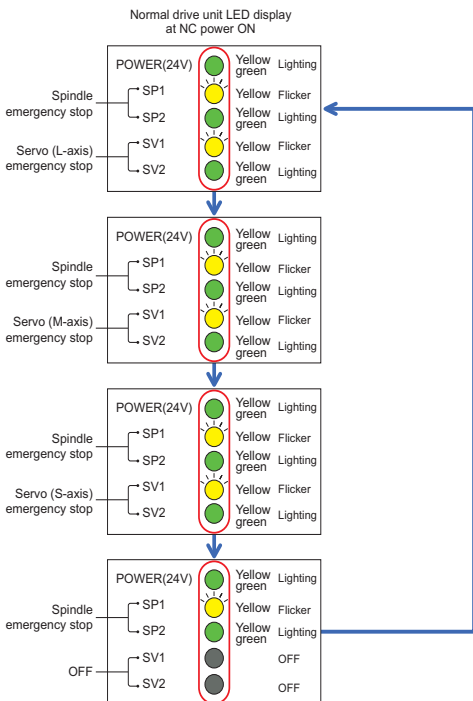 Normal drive unit LED display
at NC power ON
POWER(24V) Yellow green Lighting
Spindle emergency stop
SP1 Yellow Flicker
SP2 Yellow green Lighting
Servo (L-axis) emergency stop
SV1 Yellow Flicker
SV2 Yellow green Lighting
POWER(24V) Yellow green Lighting
Spindle emergency stop
SP1 Yellow Flicker
SP2 Yellow green Lighting
Servo (M-axis) emergency stop
SV1 Yellow Flicker
SV2 Yellow green Lighting
POWER(24V) Yellow green Lighting
Spindle emergency stop
SP1 Yellow Flicker
SP2 Yellow green Lighting
Servo (S-axis) emergency stop
SV1 Yellow Flicker
SV2 Yellow green Lighting
POWER(24V) Yellow green Lighting
Spindle emergency stop
SP1 Yellow Flicker
SP2 Yellow green Lighting
OFF
SV1 OFF
SV2 OFF